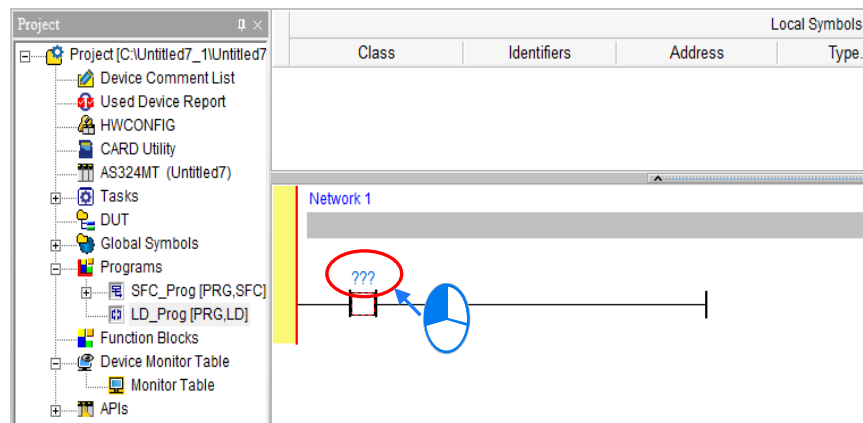 Project
Project [C:\Untitled7_1\Untitled7
Device Comment List
Used Device Report
HWCONFIG
CARD Utility
AS324MT (Untitled7)
Tasks
DUT
Global Symbols
Programs
SFC_Prog [PRG,SFC]
LD_Prog [PRG,LD]
Function Blocks
Device Monitor Table
Monitor Table
APIs
Local Symbols
Class Identifiers Address Type.
Network 1
???